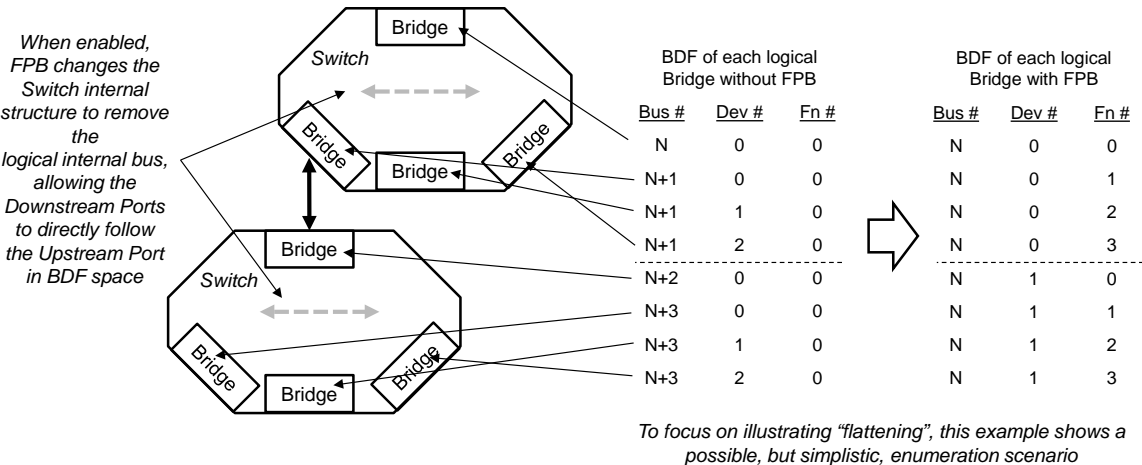 When enabled,
FPB changes the
Switch internal
structure to remove
the
logical internal bus,
allowing the
Downstream Ports
to directly follow
the Upstream Port
in BDF space
Bridge
Switch
Bridge
Bridge
Bridge
Bridge
Switch
Bridge
Bridge
Bridge
BDF of each logical
Bridge without FPB
Bus # Dev # Fn #
N 0 0
N+1 0 0
N+1 1 0
N+1 2 0
N+2 0 0
N+3 0 0
N+3 1 0
N+3 2 0
BDF of each logical
Bridge with FPB
Bus # Dev # Fn #
N 0 0
N 0 1
N 0 2
N 0 3
N 1 0
N 1 1
N 1 2
N 1 3
To focus on illustrating “flattening”, this example shows a
possible, but simplistic, enumeration scenario